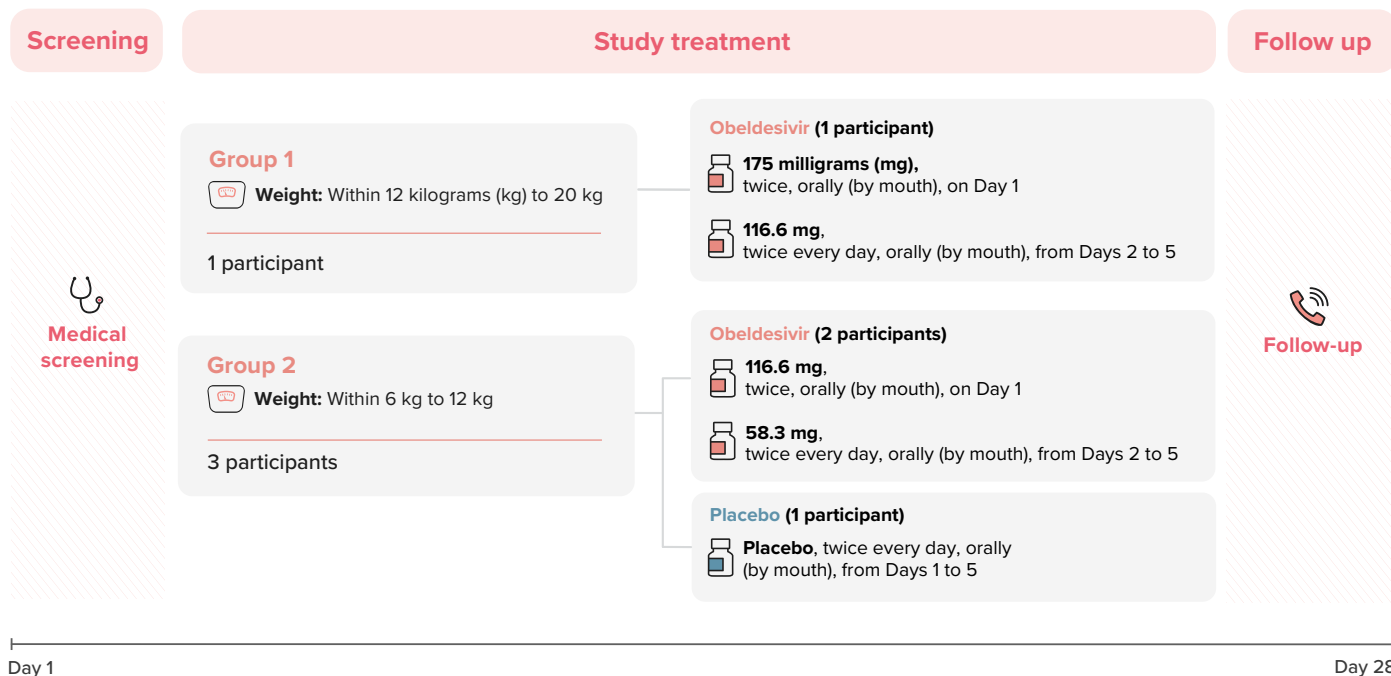 Screening
Study treatment
Follow up
Medical
screening
Group 1
Weight: Within 12 kilograms (kg) to 20 kg
1 participant
Obeldesivir (1 participant)
175 milligrams (mg),
twice, orally (by mouth), on Day 1
116.6 mg,
twice every day, orally (by mouth), from Days 2 to 5
Group 2
Weight: Within 6 kg to 12 kg
3 participants
Obeldesivir (2 participants)
116.6 mg,
twice, orally (by mouth), on Day 1
58.3 mg,
twice every day, orally (by mouth), from Days 2 to 5
Placebo (1 participant)
Placebo, twice every day, orally
(by mouth), from Days 1 to 5
Follow-up
Day 1
Day 28